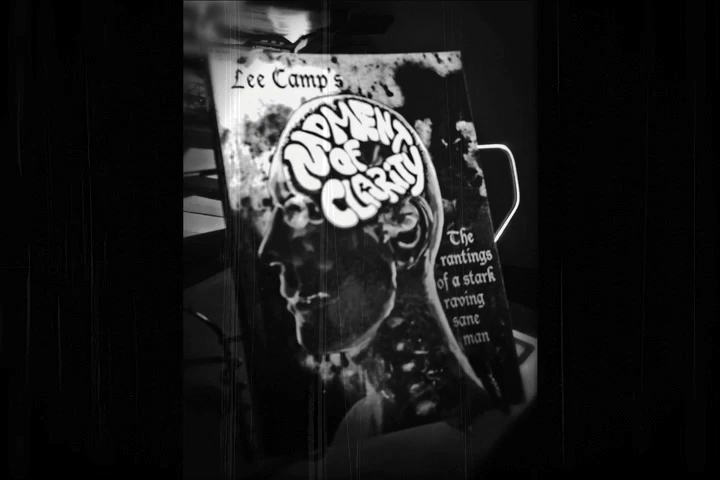 Lee Camp's
MOMENT
OF
CLARITY
The
rantings
of a stark
raving
sane
man